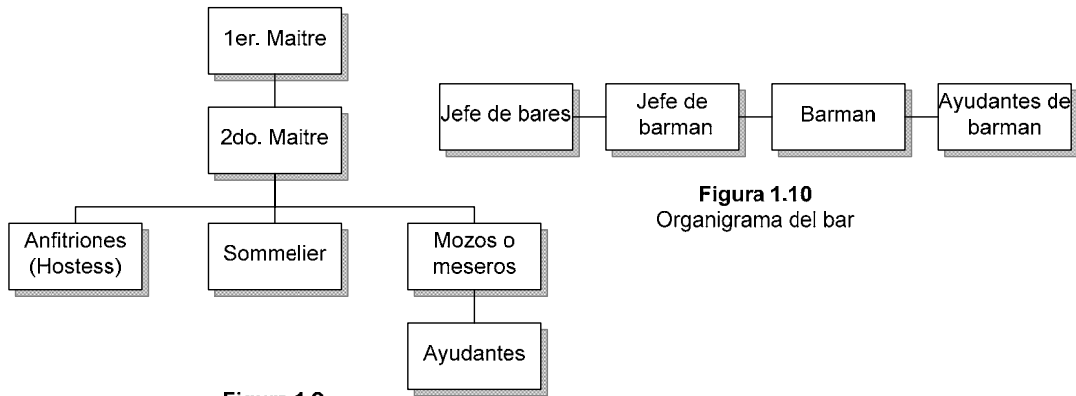 1er. Maitre
2do. Maitre
Anfitriones
(Hostess)
Sommelier
Mozos o
meseros
Ayudantes
Jefe de bares
Jefe de
barman
Barman
Ayudantes de
barman
Figura 1.10
Organigrama del bar